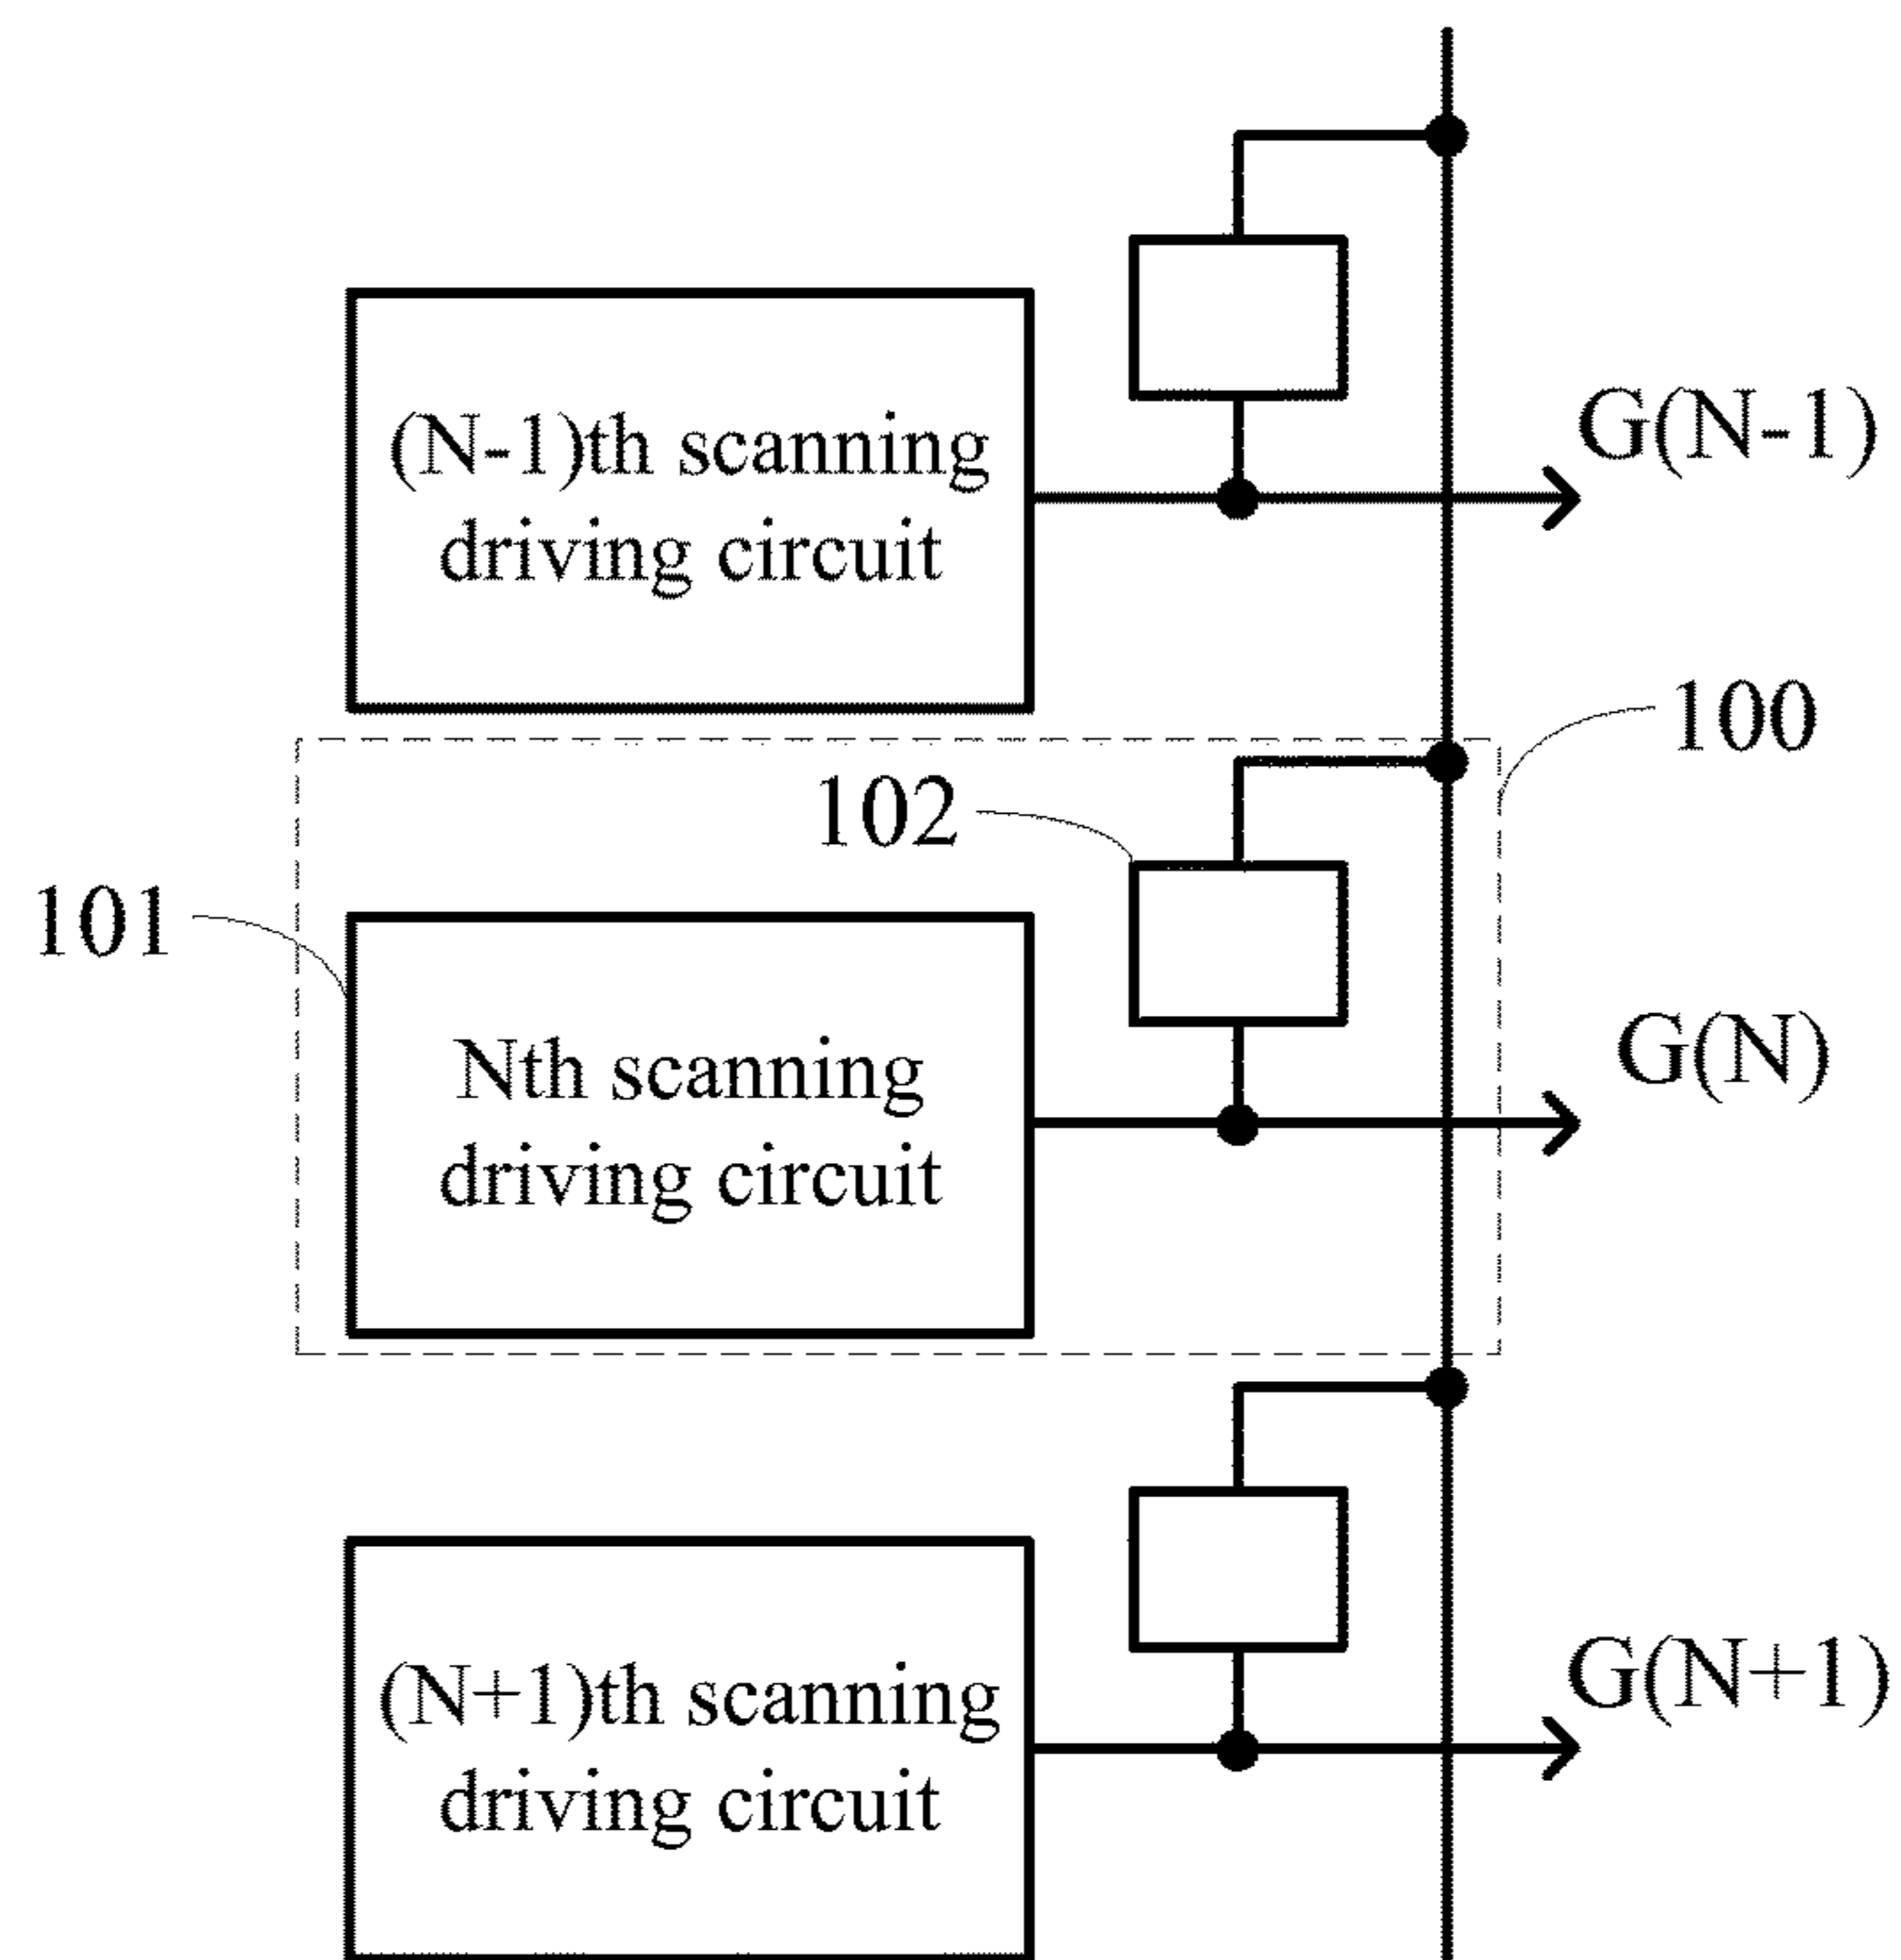 (N-1)th scanning
driving circuit
G(N-1)
100
102
101
Nth scanning
driving circuit
G(N)
(N+1)th scanning
driving circuit
G(N+1)